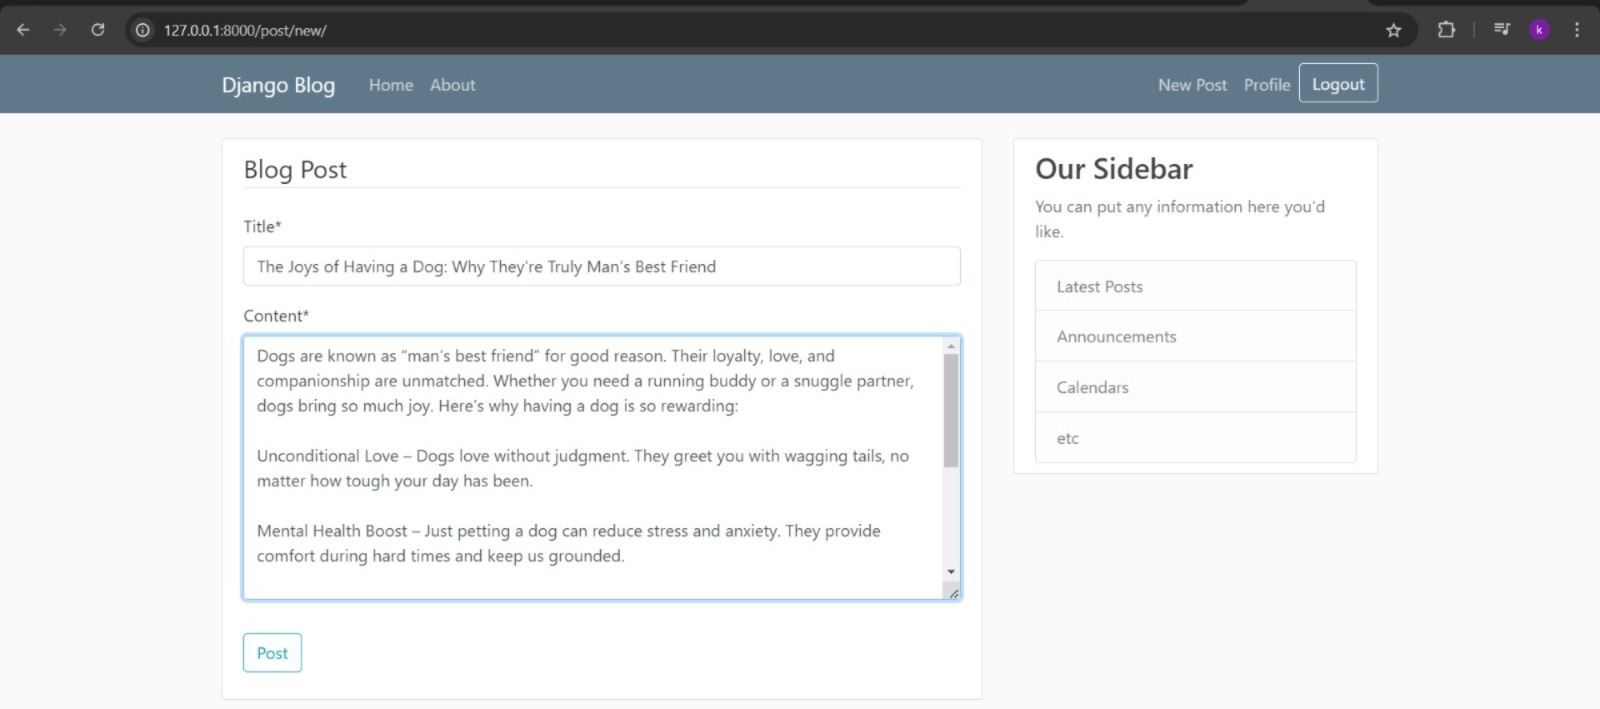 127.0.0.1:8000/post/new/
k
Django Blog Home About New Post Profile Logout
Blog Post
Title*
The Joys of Having a Dog: Why They're Truly Man's Best Friend
Content*
Dogs are known as “man’s best friend” for good reason. Their loyalty, love, and
companionship are unmatched. Whether you need a running buddy or a snuggle partner,
dogs bring so much joy. Here’s why having a dog is so rewarding:
Unconditional Love – Dogs love without judgment. They greet you with wagging tails, no
matter how tough your day has been.
Mental Health Boost – Just petting a dog can reduce stress and anxiety. They provide
comfort during hard times and keep us grounded.
Post
Our Sidebar
You can put any information here you'd
like.
Latest Posts
Announcements
Calendars
etc